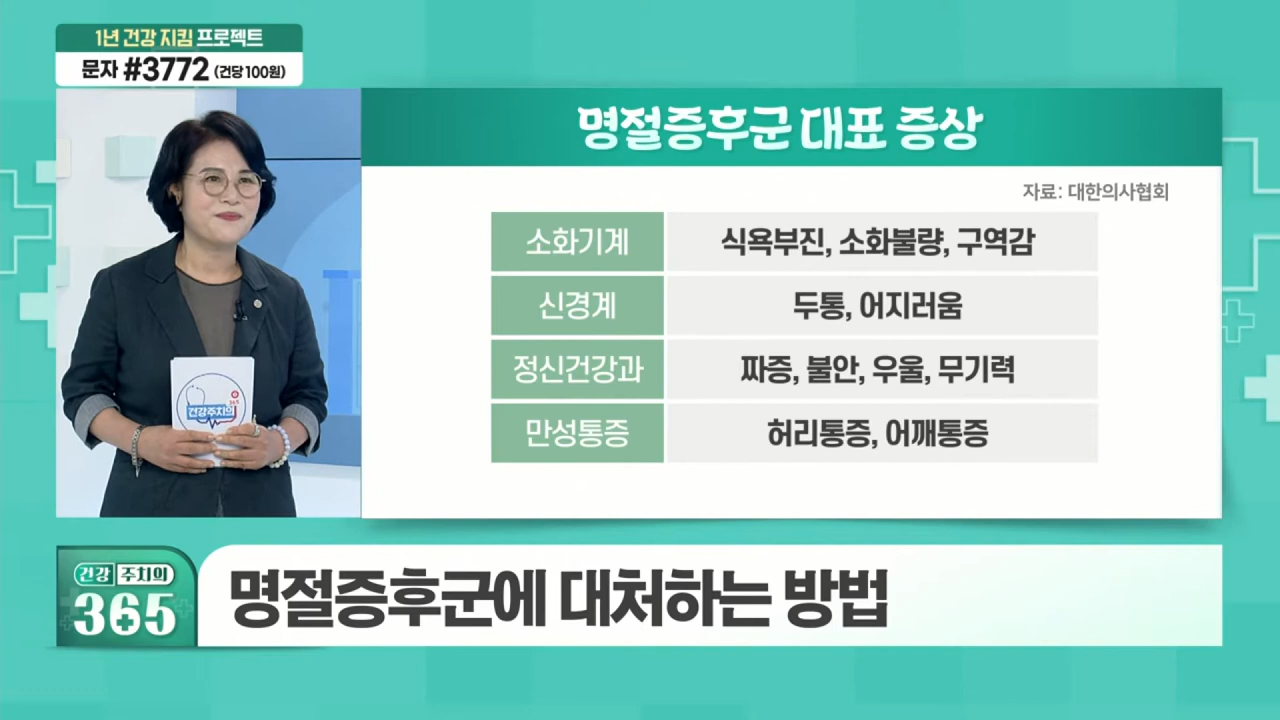 1년 건강 지킴 프로젝트
문자 #3772 (건당 100원)
명절증후군 대표 증상
자료: 대한의사협회
소화기계 식욕부진, 소화불량, 구역감
신경계 두통, 어지러움
정신건강과 짜증, 불안, 우울, 무기력
만성통증 허리통증, 어깨통증
건강주치의
365
건강 주치의
365
명절증후군에 대처하는 방법